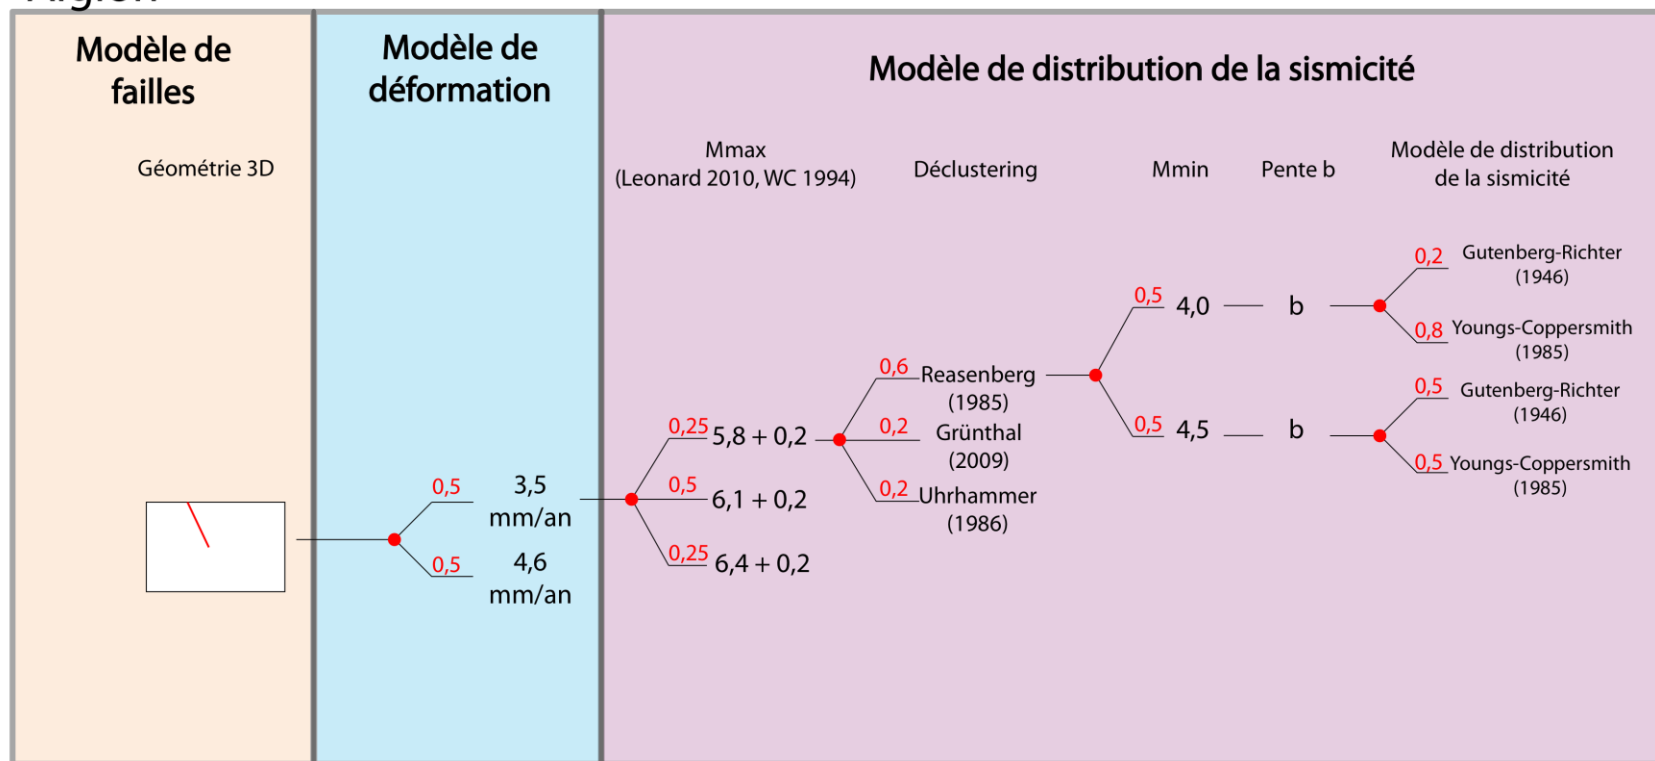 Modèle de
failles
Modèle de
déformation
Modèle de distribution de la sismicité
Géométrie 3D
Mmax
(Leonard 2010, WC 1994)
Déclustering
Mmin
Pente b
Modèle de distribution
de la sismicité
0,5
3,5
mm/an
0,5
4,6
mm/an
0,25 5,8 + 0,2
0,5 6,1 + 0,2
0,25 6,4 + 0,2
0,6 Reasenberg
(1985)
0,2 Grünthal
(2009)
0,2 Uhrhammer
(1986)
0,5 4,0 b
0,5 4,5 b
0,2 Gutenberg-Richter
(1946)
0,8 Youngs-Coppersmith
(1985)
0,5 Gutenberg-Richter
(1946)
0,5 Youngs-Coppersmith
(1985)